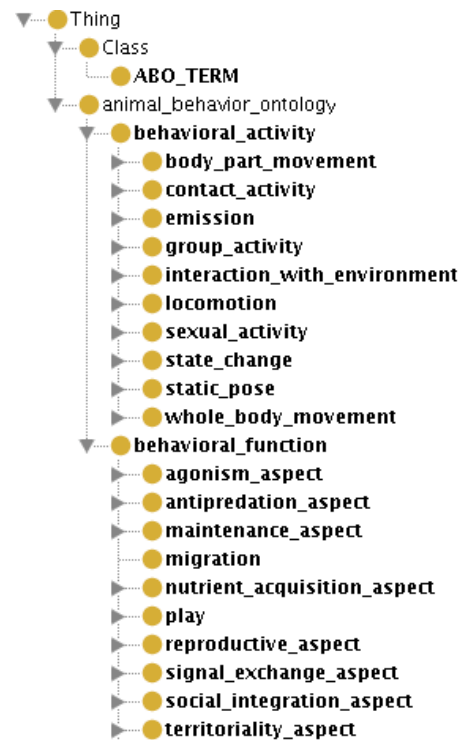 Thing
Class
ABO_TERM
animal_behavior_ontology
behavioral_activity
body_part_movement
contact_activity
emission
group_activity
interaction_with_environment
locomotion
sexual_activity
state_change
static_pose
whole_body_movement
behavioral_function
agonism_aspect
antipredation_aspect
maintenance_aspect
migration
nutrient_acquisition_aspect
play
reproductive_aspect
signal_exchange_aspect
social_integration_aspect
territoriality_aspect